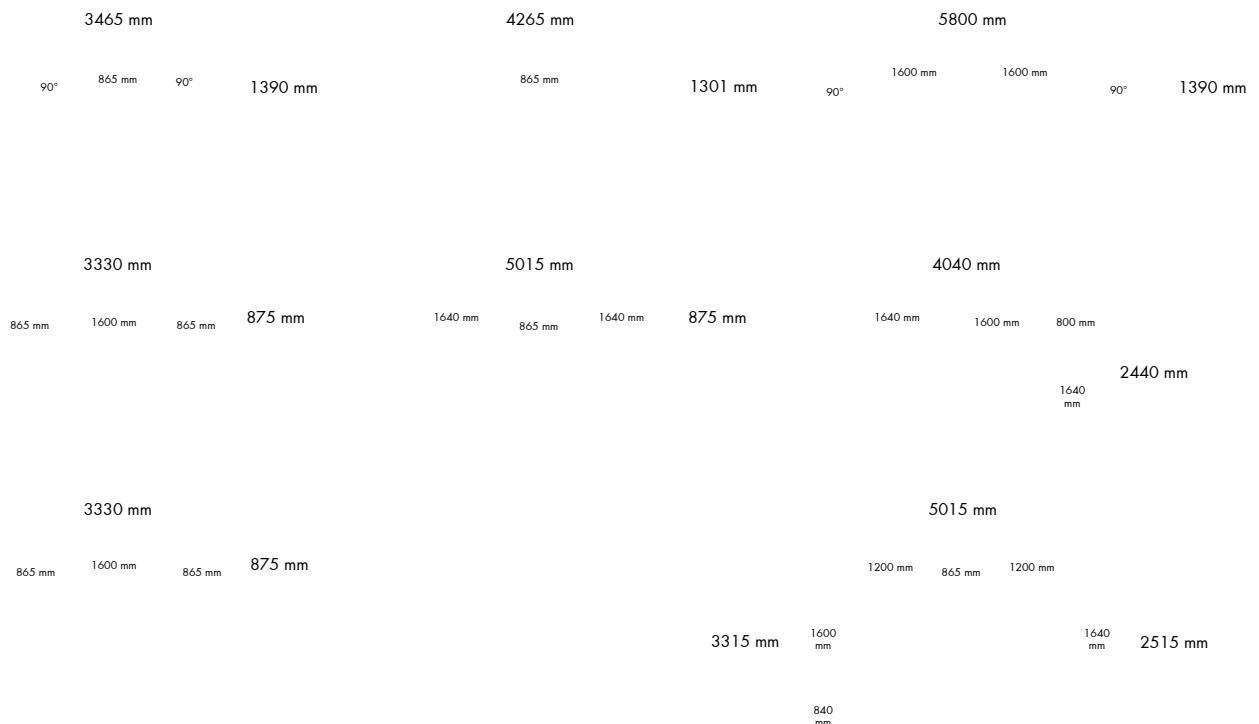 3465 mm
4265 mm
5800 mm
90°
865 mm
90°
1390 mm
865 mm
1301 mm
90°
1600 mm
1600 mm
90°
1390 mm
3330 mm
5015 mm
4040 mm
865 mm
1600 mm
865 mm
875 mm
1640 mm
865 mm
1640 mm
875 mm
1640 mm
1600 mm
800 mm
2440 mm
1640
mm
3330 mm
5015 mm
865 mm
1600 mm
865 mm
875 mm
1200 mm
865 mm
1200 mm
3315 mm
1600
mm
1640
mm
2515 mm
840
mm